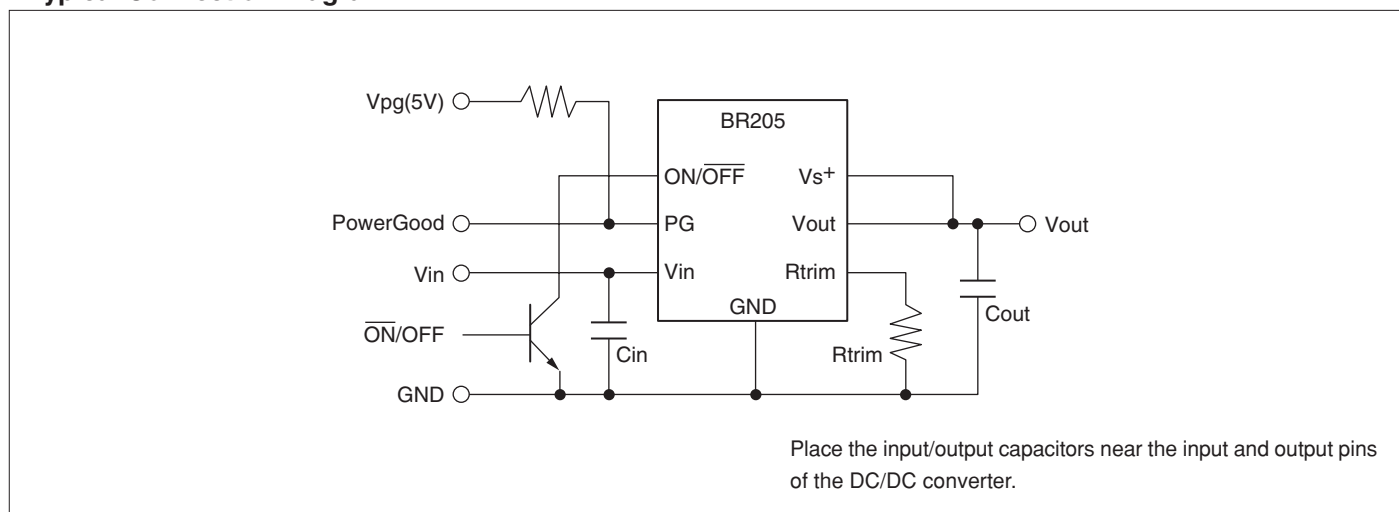 Vpg(5V)
BR205
ON/OFF
Vs+
PowerGood
PG
Vout
Vout
Vin
Vin
Rtrim
GND
Cout
ON/OFF
Cin
Rtrim
GND
Place the input/output capacitors near the input and output pins
of the DC/DC converter.